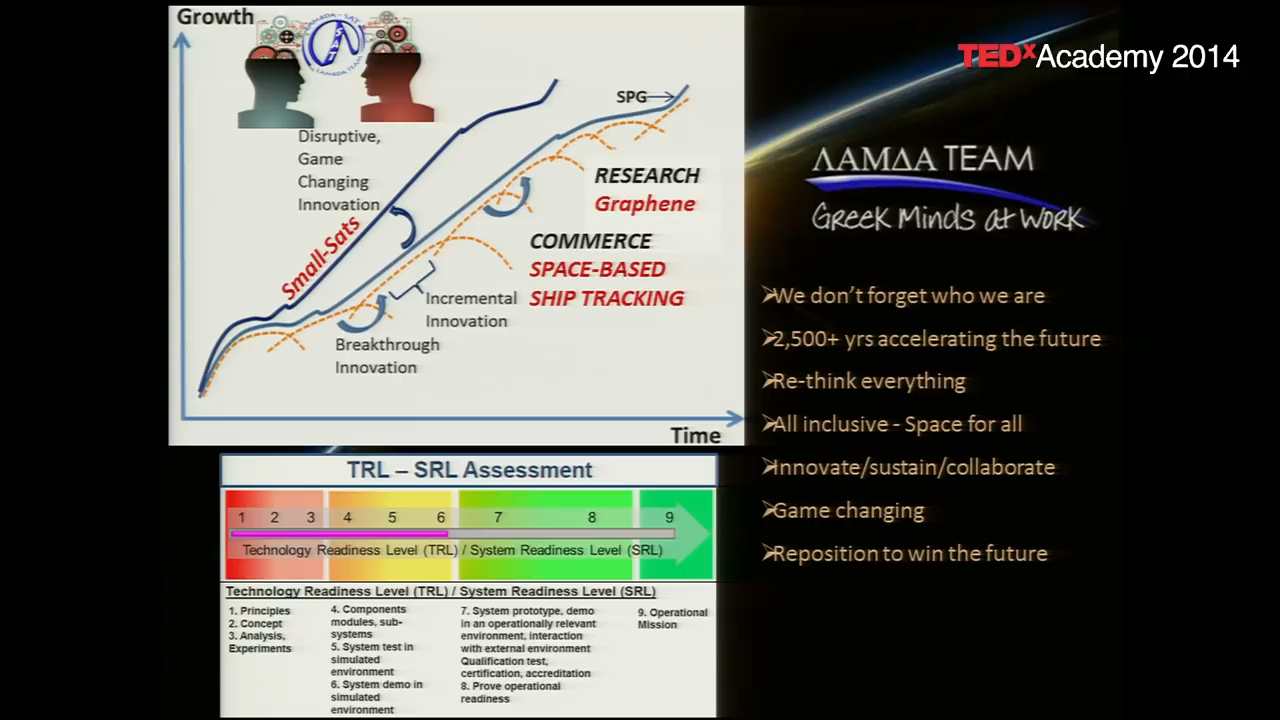 Growth
LAMBDA-SAT
LAMBDA TEAM
TEDxAcademy 2014
SPG
Disruptive,
Game
Changing
Innovation
Small-Sats
RESEARCH
Graphene
COMMERCE
SPACE-BASED
SHIP TRACKING
Incremental
Innovation
Breakthrough
Innovation
Time
ΛΑΜΔΑ TEAM
Greek Minds at Work
➢We don't forget who we are
➢2,500+ yrs accelerating the future
➢Re-think everything
➢All inclusive - Space for all
➢Innovate/sustain/collaborate
➢Game changing
➢Reposition to win the future
TRL – SRL Assessment
1 2 3 4 5 6 7 8 9
Technology Readiness Level (TRL) / System Readiness Level (SRL)
Technology Readiness Level (TRL) / System Readiness Level (SRL)
1. Principles
2. Concept
3. Analysis,
Experiments
4. Components
modules, sub-
systems
5. System test in
simulated
environment
6. System demo in
simulated
environment
7. System prototype, demo
in an operationally relevant
environment, interaction
with external environment
Qualification test,
certification, accreditation
8. Prove operational
readiness
9. Operational
Mission